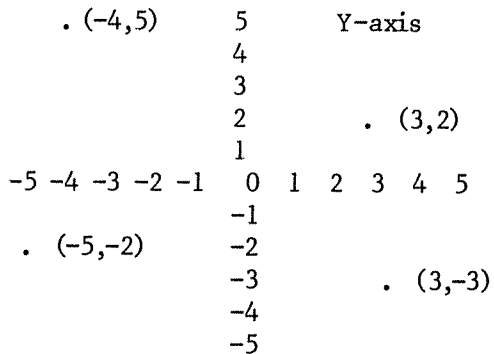 . (-4,5) 5 Y-axis
4
3
2 . (3,2)
1
-5 -4 -3 -2 -1 0 1 2 3 4 5
-1
. (-5,-2) -2
-3 . (3,-3)
-4
-5